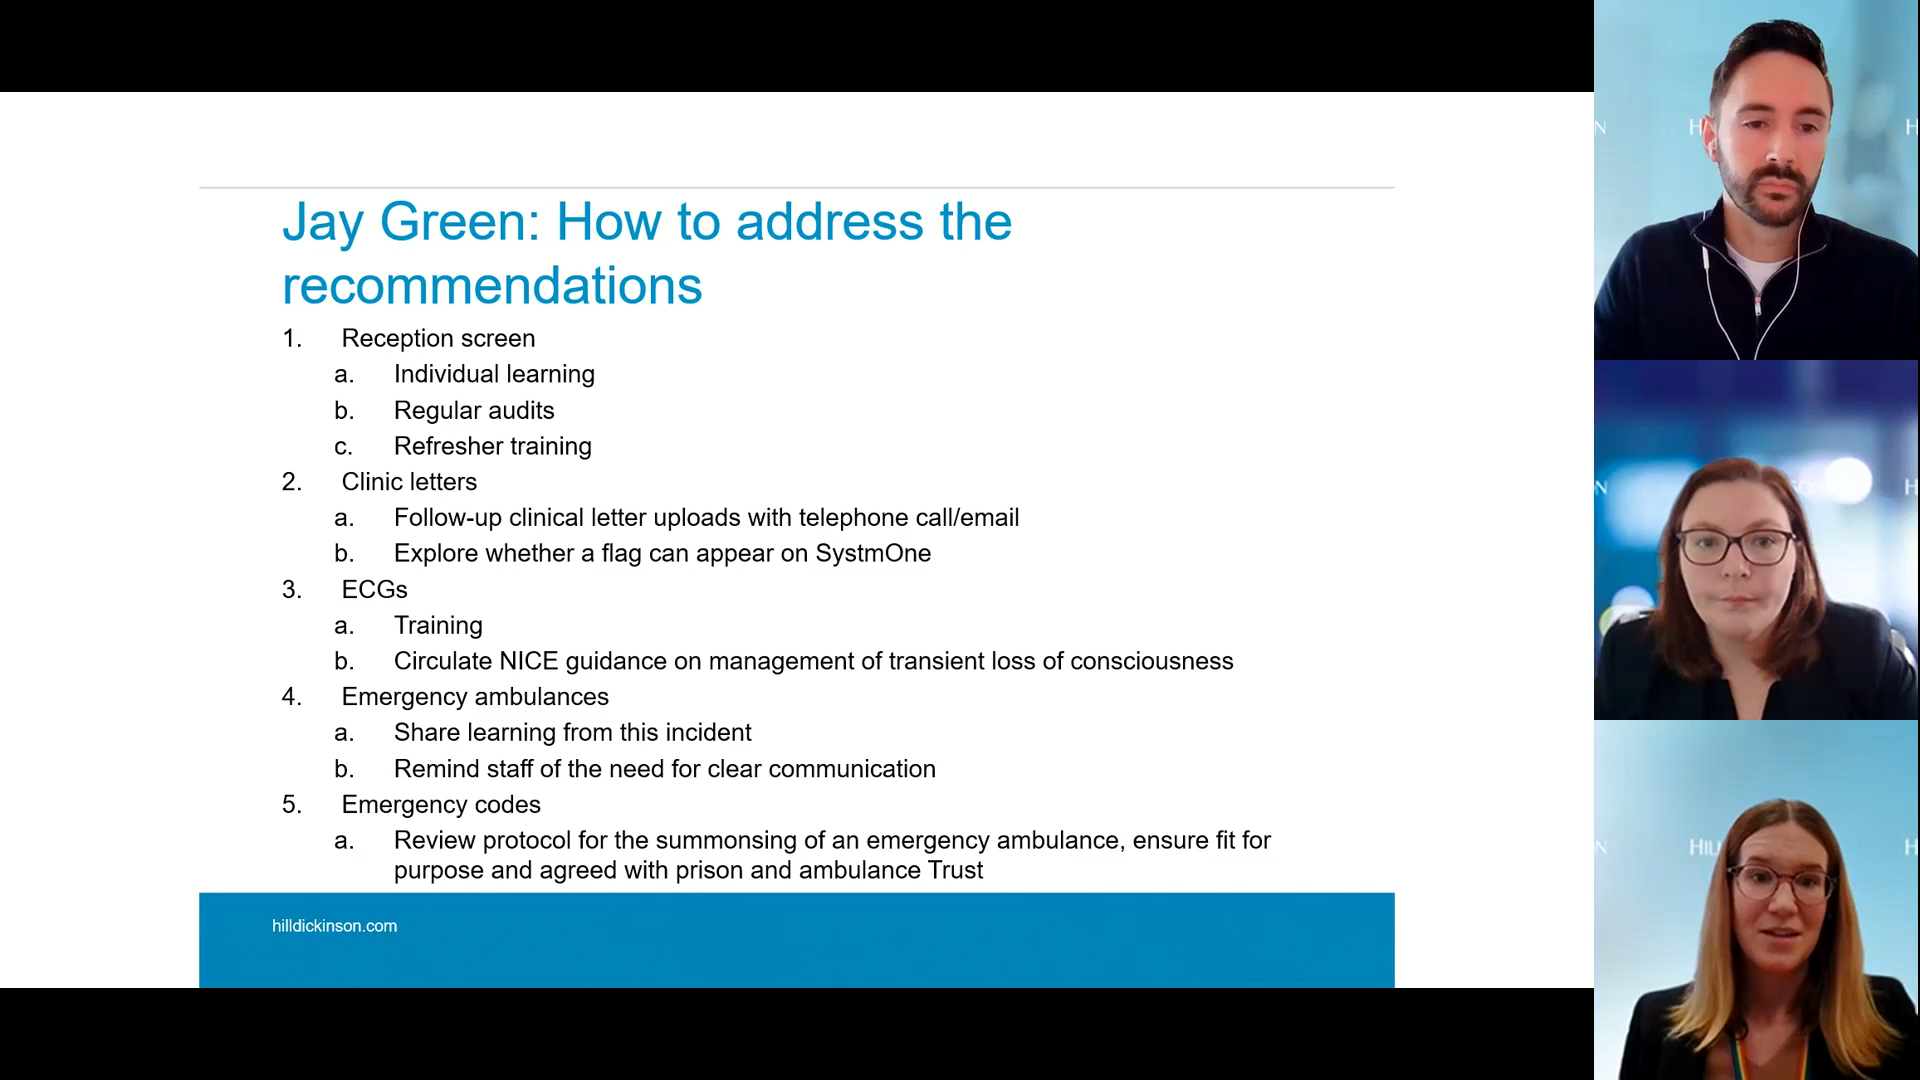 Jay Green: How to address the
recommendations
1. Reception screen
a. Individual learning
b. Regular audits
c. Refresher training
2. Clinic letters
a. Follow-up clinical letter uploads with telephone call/email
b. Explore whether a flag can appear on SystmOne
3. ECGs
a. Training
b. Circulate NICE guidance on management of transient loss of consciousness
4. Emergency ambulances
a. Share learning from this incident
b. Remind staff of the need for clear communication
5. Emergency codes
a. Review protocol for the summonsing of an emergency ambulance, ensure fit for
purpose and agreed with prison and ambulance Trust
hilldickinson.com